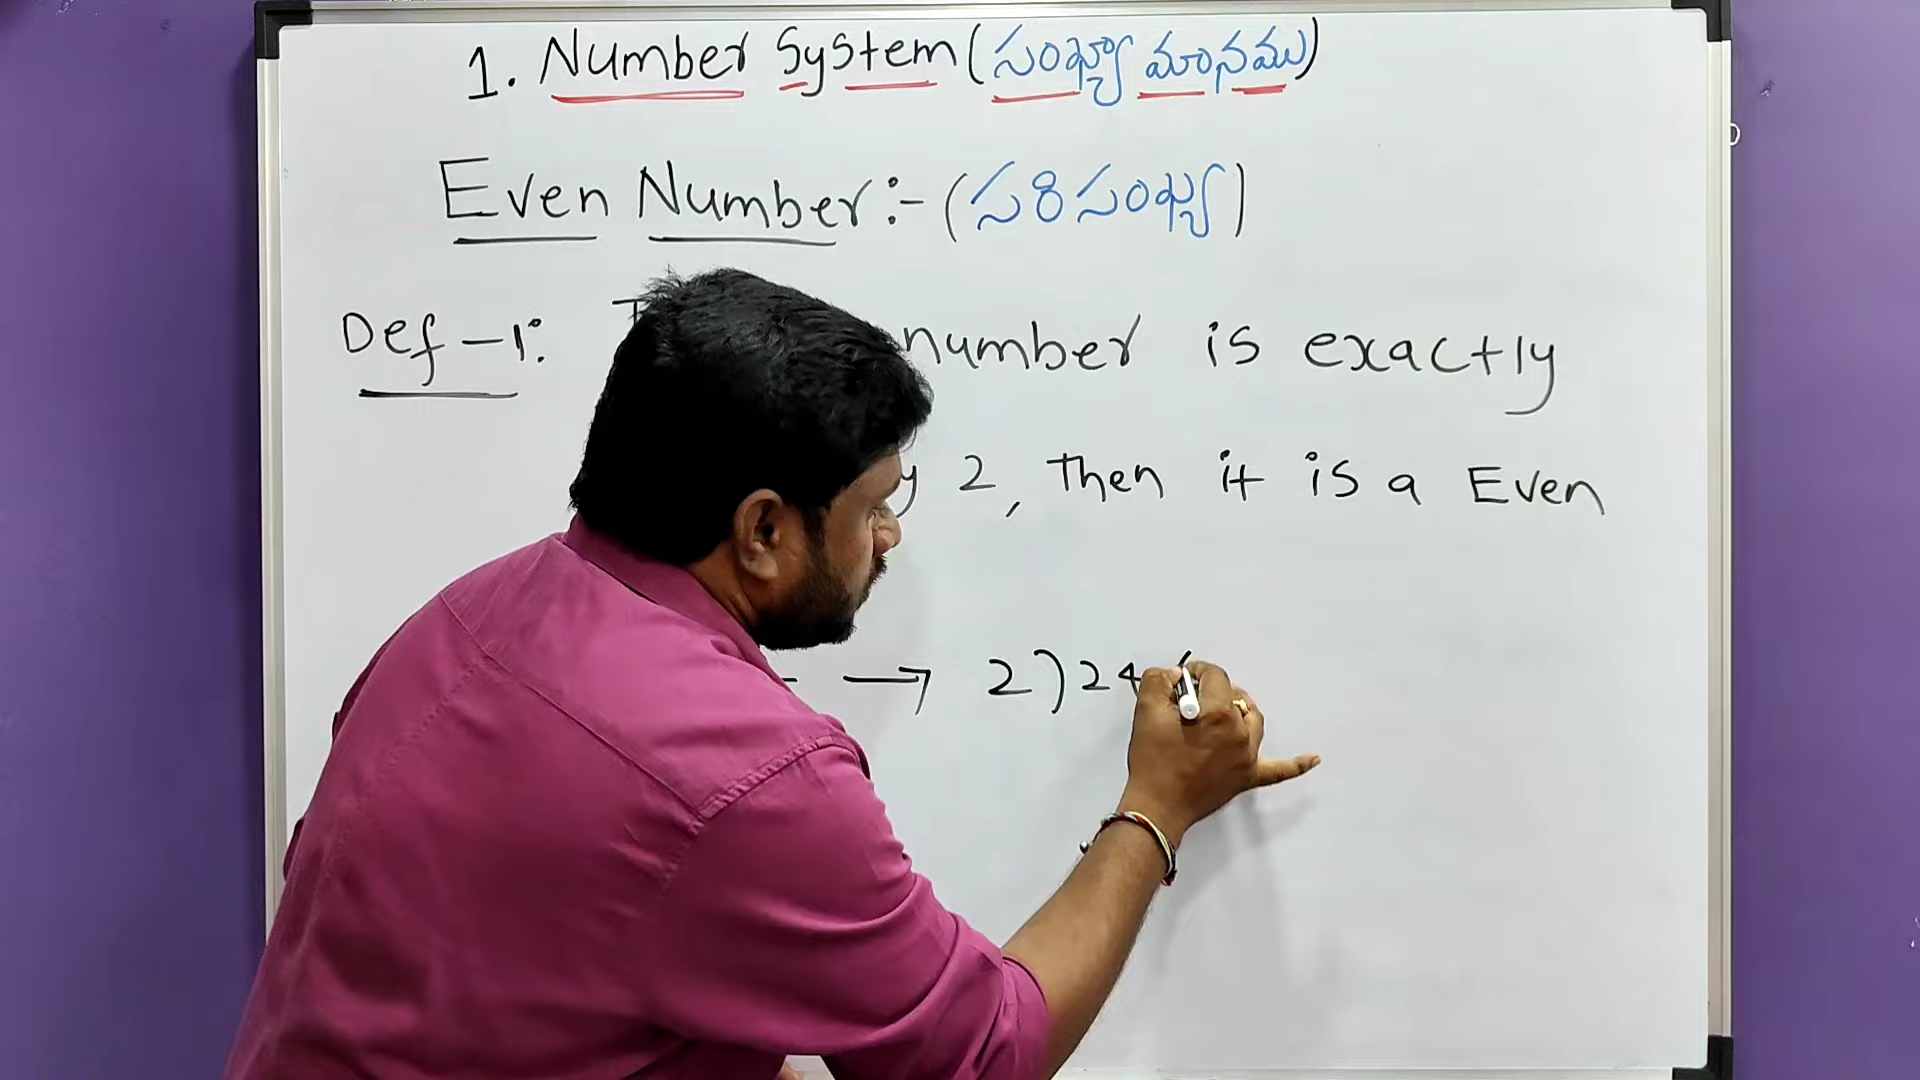 1. Number System (సంఖ్యా మానము)
Even Number:- (సరి సంఖ్య)
Def-1: number is exactly
2, then it is a Even
→ 2)24(